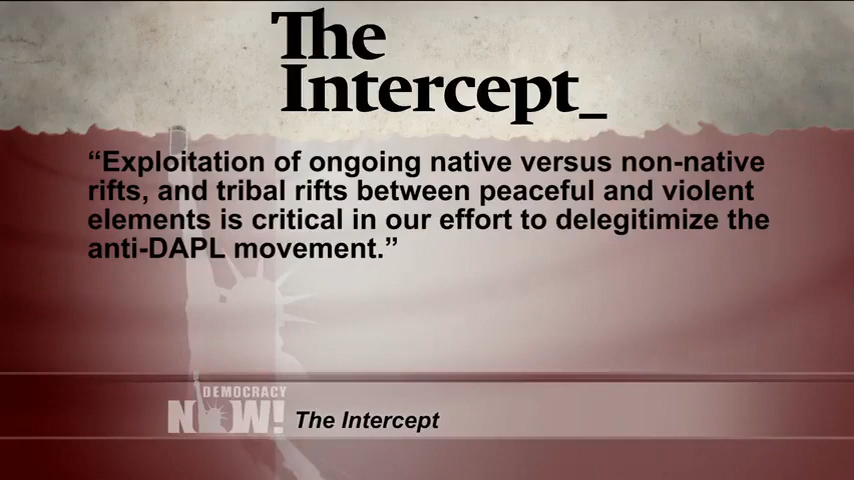 The
Intercept_
“Exploitation of ongoing native versus non-native
rifts, and tribal rifts between peaceful and violent
elements is critical in our effort to delegitimize the
anti-DAPL movement.”
DEMOCRACY
NOW!
The Intercept